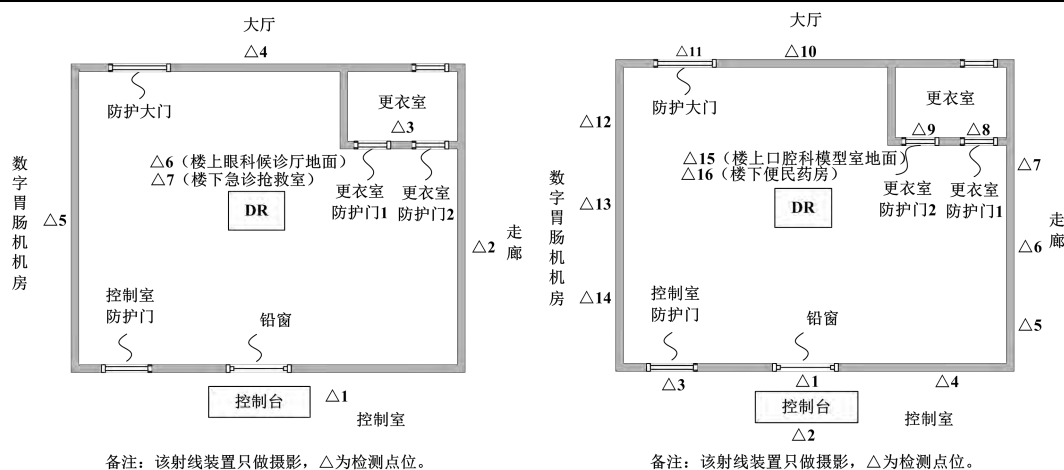 大厅
△4
防护大门
更衣室
△3
△6（楼上眼科候诊厅地面）
△7（楼下急诊抢救室）
更衣室
防护门1
更衣室
防护门2
DR
数字胃肠机机房
△5
△2
走廊
控制室
防护门
铅窗
控制台
△1
控制室
备注：该射线装置只做摄影，△为检测点位。
大厅
△11
△10
防护大门
更衣室
△9
△8
△12
△15（楼上口腔科模型室地面）
△16（楼下便民药房）
更衣室
防护门2
更衣室
防护门1
△7
DR
数字胃肠机机房
△13
△6
走廊
△14
控制室
防护门
铅窗
△5
△3
△1
△4
控制台
控制室
△2
备注：该射线装置只做摄影，△为检测点位。